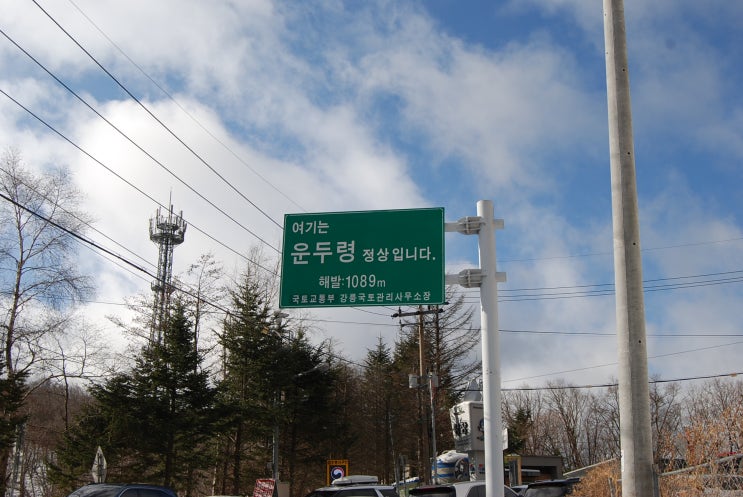 여기는
운두령 정상입니다.
해발:1089m
국토교통부 강릉국토관리사무소장